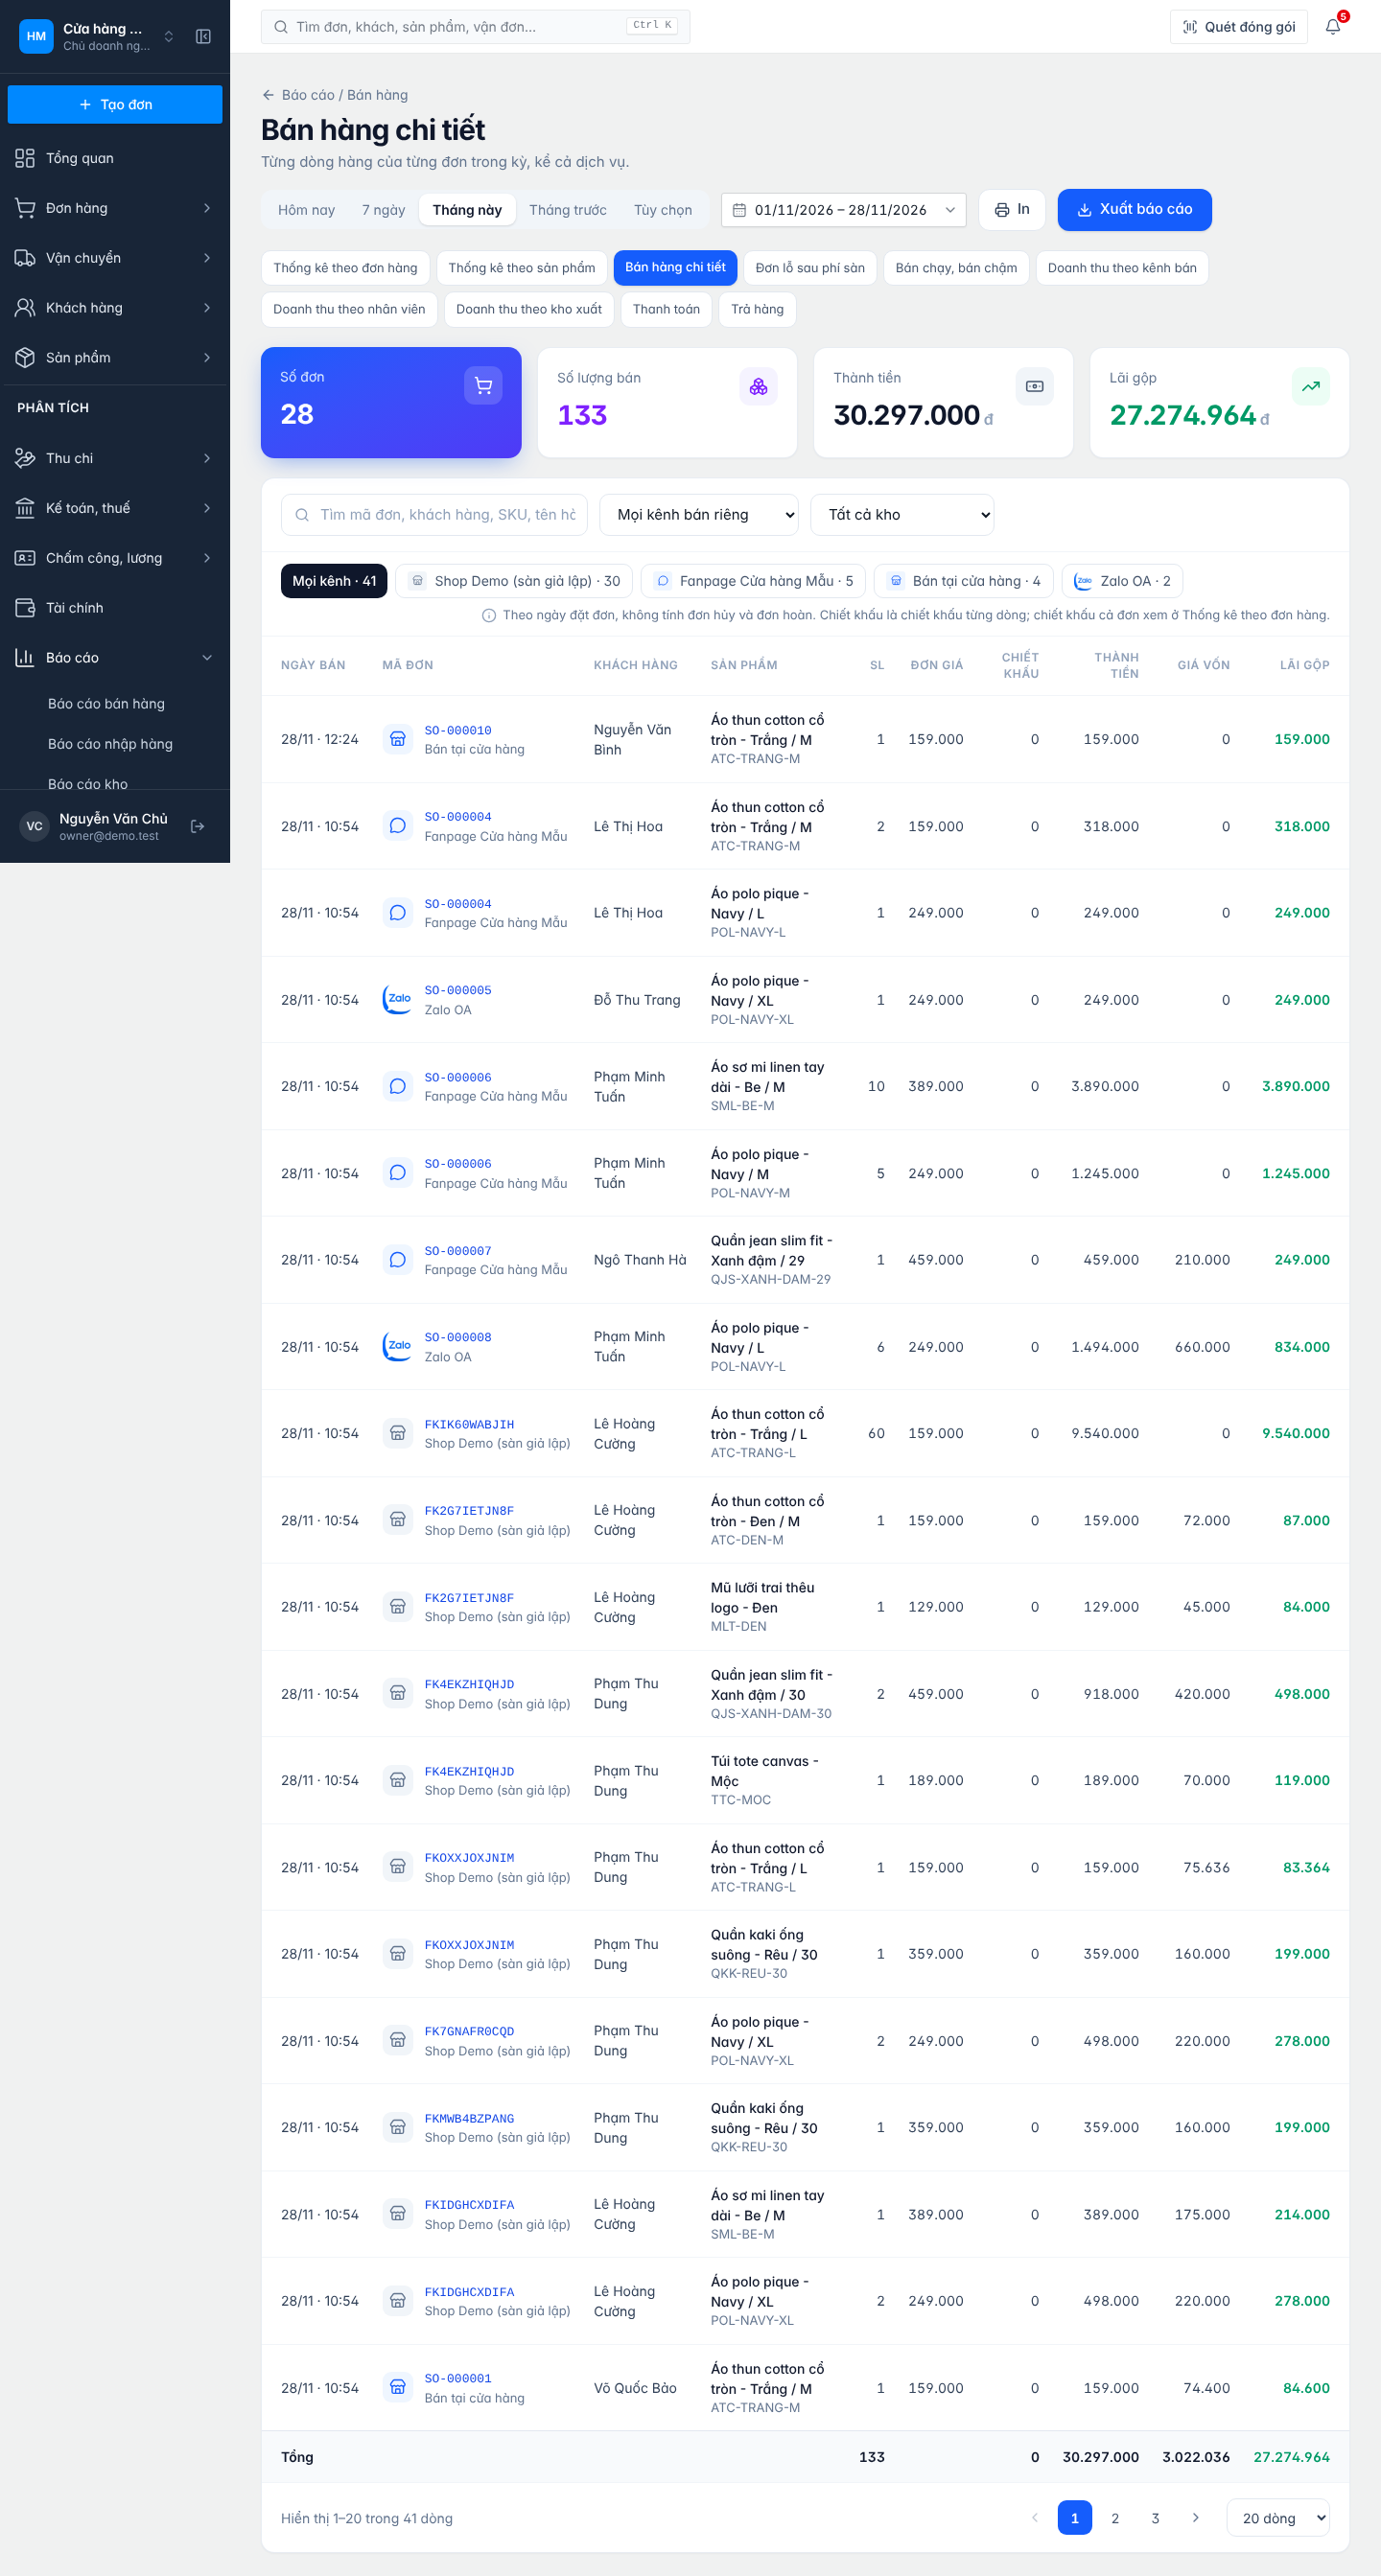 HM
Cửa hàng ...
Chủ doanh ng...
Tạo đơn
Tổng quan
Đơn hàng
Vận chuyển
Khách hàng
Sản phẩm
PHÂN TÍCH
Thu chi
Kế toán, thuế
Chấm công, lương
Tài chính
Báo cáo
Báo cáo bán hàng
Báo cáo nhập hàng
Báo cáo kho
VC
Nguyễn Văn Chủ
owner@demo.test
Tìm đơn, khách, sản phẩm, vận đơn... Ctrl K
Quét đóng gói
5
Báo cáo / Bán hàng
Bán hàng chi tiết
Từng dòng hàng của từng đơn trong kỳ, kể cả dịch vụ.
Hôm nay 7 ngày Tháng này Tháng trước Tùy chọn 01/11/2026 – 28/11/2026 In Xuất báo cáo
Thống kê theo đơn hàng Thống kê theo sản phẩm Bán hàng chi tiết Đơn lỗ sau phí sàn Bán chạy, bán chậm Doanh thu theo kênh bán
Doanh thu theo nhân viên Doanh thu theo kho xuất Thanh toán Trả hàng
Số đơn
28
Số lượng bán
133
Thành tiền
30.297.000 đ
Lãi gộp
27.274.964 đ
Tìm mã đơn, khách hàng, SKU, tên hà Mọi kênh bán riêng Tất cả kho
Mọi kênh · 41 Shop Demo (sàn giả lập) · 30 Fanpage Cửa hàng Mẫu · 5 Bán tại cửa hàng · 4 Zalo Zalo OA · 2
Theo ngày đặt đơn, không tính đơn hủy và đơn hoàn. Chiết khấu là chiết khấu từng dòng; chiết khấu cả đơn xem ở Thống kê theo đơn hàng.
NGÀY BÁN MÃ ĐƠN KHÁCH HÀNG SẢN PHẨM SL ĐƠN GIÁ CHIẾT KHẤU THÀNH TIỀN GIÁ VỐN LÃI GỘP
28/11 · 12:24 SO-000010 Bán tại cửa hàng Nguyễn Văn Bình Áo thun cotton cổ tròn - Trắng / M ATC-TRANG-M 1 159.000 0 159.000 0 159.000
28/11 · 10:54 SO-000004 Fanpage Cửa hàng Mẫu Lê Thị Hoa Áo thun cotton cổ tròn - Trắng / M ATC-TRANG-M 2 159.000 0 318.000 0 318.000
28/11 · 10:54 SO-000004 Fanpage Cửa hàng Mẫu Lê Thị Hoa Áo polo pique - Navy / L POL-NAVY-L 1 249.000 0 249.000 0 249.000
28/11 · 10:54 Zalo SO-000005 Zalo OA Đỗ Thu Trang Áo polo pique - Navy / XL POL-NAVY-XL 1 249.000 0 249.000 0 249.000
28/11 · 10:54 SO-000006 Fanpage Cửa hàng Mẫu Phạm Minh Tuấn Áo sơ mi linen tay dài - Be / M SML-BE-M 10 389.000 0 3.890.000 0 3.890.000
28/11 · 10:54 SO-000006 Fanpage Cửa hàng Mẫu Phạm Minh Tuấn Áo polo pique - Navy / M POL-NAVY-M 5 249.000 0 1.245.000 0 1.245.000
28/11 · 10:54 SO-000007 Fanpage Cửa hàng Mẫu Ngô Thanh Hà Quần jean slim fit - Xanh đậm / 29 QJS-XANH-DAM-29 1 459.000 0 459.000 210.000 249.000
28/11 · 10:54 Zalo SO-000008 Zalo OA Phạm Minh Tuấn Áo polo pique - Navy / L POL-NAVY-L 6 249.000 0 1.494.000 660.000 834.000
28/11 · 10:54 FKIK60WABJIH Shop Demo (sàn giả lập) Lê Hoàng Cường Áo thun cotton cổ tròn - Trắng / L ATC-TRANG-L 60 159.000 0 9.540.000 0 9.540.000
28/11 · 10:54 FK2G7IETJN8F Shop Demo (sàn giả lập) Lê Hoàng Cường Áo thun cotton cổ tròn - Đen / M ATC-DEN-M 1 159.000 0 159.000 72.000 87.000
28/11 · 10:54 FK2G7IETJN8F Shop Demo (sàn giả lập) Lê Hoàng Cường Mũ lưỡi trai thêu logo - Đen MLT-DEN 1 129.000 0 129.000 45.000 84.000
28/11 · 10:54 FK4EKZHIQHJD Shop Demo (sàn giả lập) Phạm Thu Dung Quần jean slim fit - Xanh đậm / 30 QJS-XANH-DAM-30 2 459.000 0 918.000 420.000 498.000
28/11 · 10:54 FK4EKZHIQHJD Shop Demo (sàn giả lập) Phạm Thu Dung Túi tote canvas - Mộc TTC-MOC 1 189.000 0 189.000 70.000 119.000
28/11 · 10:54 FKOXXJOXJNIM Shop Demo (sàn giả lập) Phạm Thu Dung Áo thun cotton cổ tròn - Trắng / L ATC-TRANG-L 1 159.000 0 159.000 75.636 83.364
28/11 · 10:54 FKOXXJOXJNIM Shop Demo (sàn giả lập) Phạm Thu Dung Quần kaki ống suông - Rêu / 30 QKK-REU-30 1 359.000 0 359.000 160.000 199.000
28/11 · 10:54 FK7GNAFR0CQD Shop Demo (sàn giả lập) Phạm Thu Dung Áo polo pique - Navy / XL POL-NAVY-XL 2 249.000 0 498.000 220.000 278.000
28/11 · 10:54 FKMWB4BZPANG Shop Demo (sàn giả lập) Phạm Thu Dung Quần kaki ống suông - Rêu / 30 QKK-REU-30 1 359.000 0 359.000 160.000 199.000
28/11 · 10:54 FKIDGHCXDIFA Shop Demo (sàn giả lập) Lê Hoàng Cường Áo sơ mi linen tay dài - Be / M SML-BE-M 1 389.000 0 389.000 175.000 214.000
28/11 · 10:54 FKIDGHCXDIFA Shop Demo (sàn giả lập) Lê Hoàng Cường Áo polo pique - Navy / XL POL-NAVY-XL 2 249.000 0 498.000 220.000 278.000
28/11 · 10:54 SO-000001 Bán tại cửa hàng Võ Quốc Bảo Áo thun cotton cổ tròn - Trắng / M ATC-TRANG-M 1 159.000 0 159.000 74.400 84.600
Tổng 133 0 30.297.000 3.022.036 27.274.964
Hiển thị 1–20 trong 41 dòng 1 2 3 20 dòng